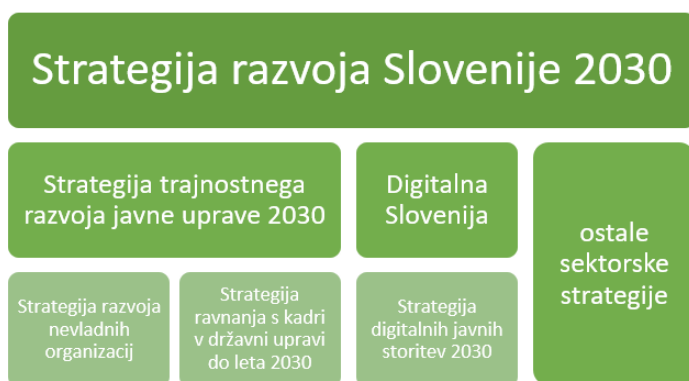 Strategija razvoja Slovenije 2030
Strategija trajnostnega
razvoja javne uprave 2030
Digitalna
Slovenija
ostale
sektorske
strategije
Strategija razvoja
nevladnih
organizacij
Strategija
ravnanja s kadri
v državni upravi
do leta 2030
Strategija
digitalnih javnih
storitev 2030